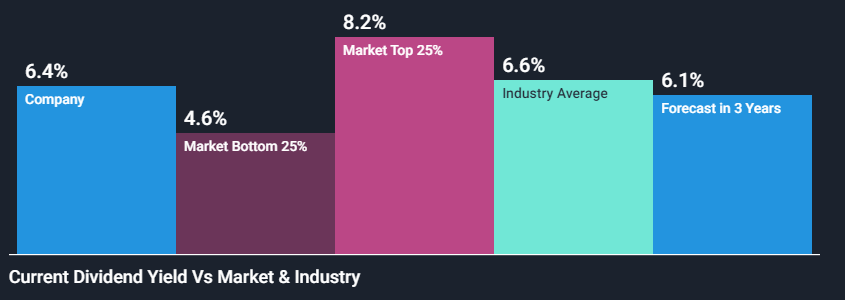 6.4%
Company
4.6%
Market Bottom 25%
8.2%
Market Top 25%
6.6%
Industry Average
6.1%
Forecast in 3 Years
Current Dividend Yield Vs Market & Industry